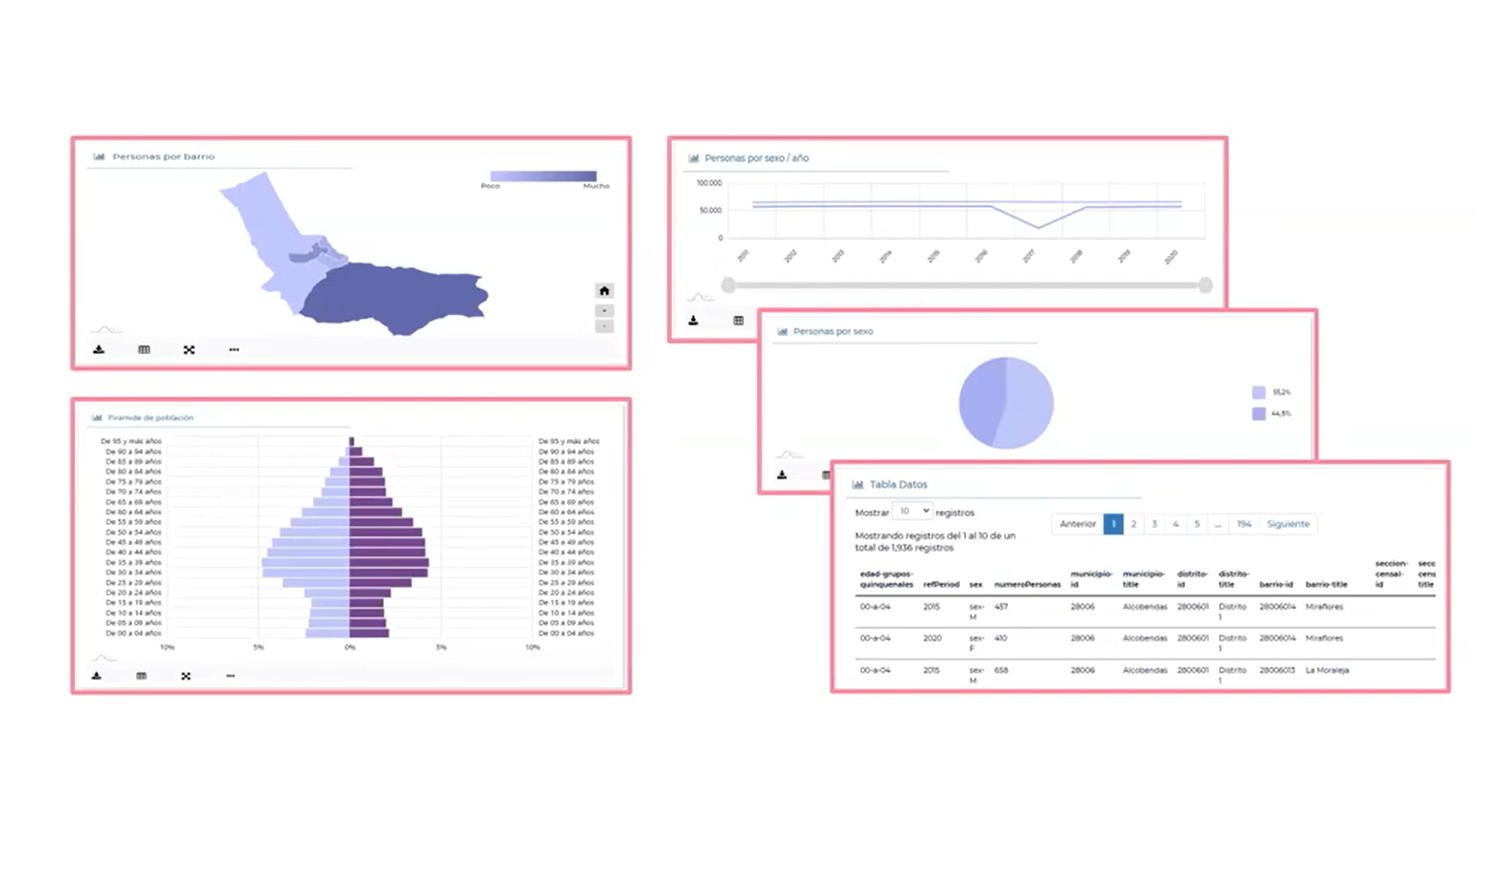 Personas por barrio
Poco Mucho
Piramide de población
De 95 y más años De 95 y más años
De 90 a 94 años De 90 a 94 años
De 85 a 89 años De 85 a 89 años
De 80 a 84 años De 80 a 84 años
De 75 a 79 años De 75 a 79 años
De 70 a 74 años De 70 a 74 años
De 65 a 69 años De 65 a 69 años
De 60 a 64 años De 60 a 64 años
De 55 a 59 años De 55 a 59 años
De 50 a 54 años De 50 a 54 años
De 45 a 49 años De 45 a 49 años
De 40 a 44 años De 40 a 44 años
De 35 a 39 años De 35 a 39 años
De 30 a 34 años De 30 a 34 años
De 25 a 29 años De 25 a 29 años
De 20 a 24 años De 20 a 24 años
De 15 a 19 años De 15 a 19 años
De 10 a 14 años De 10 a 14 años
De 05 a 09 años De 05 a 09 años
De 00 a 04 años De 00 a 04 años
10% 5% 0% 5% 10%
Personas por sexo / año
100.000
50.000
0
2011 2012 2013 2014 2015 2016 2017 2018 2019 2020
Personas por sexo
55,2%
44,8%
Tabla Datos
Mostrar 10 registros
Anterior 1 2 3 4 5 ... 194 Siguiente
Mostrando registros del 1 al 10 de un
total de 1,936 registros
edad-grupos-quinquenales refPeriod sex numeroPersonas municipio-id municipio-title distrito-id distrito-title barrio-id barrio-title seccion-censal-id secc cens title
00-a-04 2015 sex-M 457 28006 Alcobendas 2800601 Distrito 1 28006014 Miraflores
00-a-04 2020 sex-F 410 28006 Alcobendas 2800601 Distrito 1 28006014 Miraflores
00-a-04 2015 sex-M 658 28006 Alcobendas 2800601 Distrito 1 28006013 La Moraleja